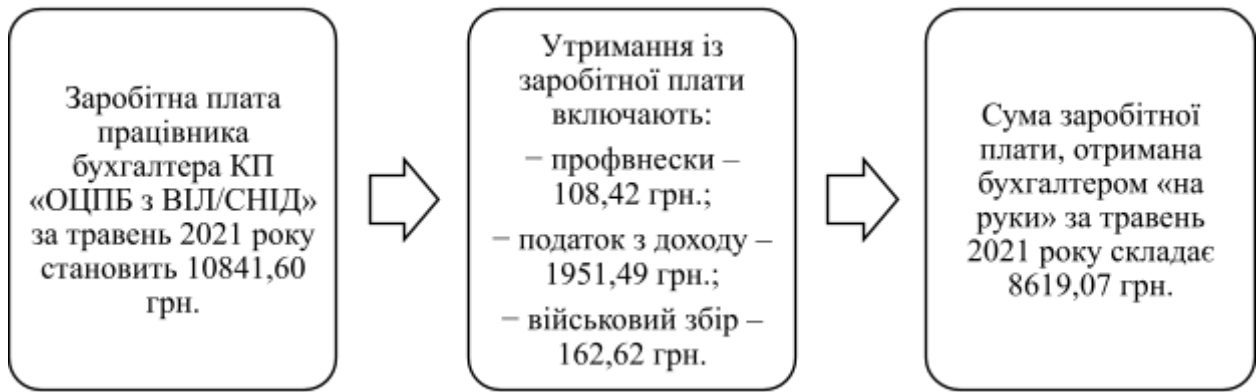 Заробітна плата
працівника
бухгалтера КП
«ОЦПБ з ВІЛ/СНІД»
за травень 2021 року
становить 10841,60
грн.
Утримання із
заробітної плати
включають:
− профвнески –
108,42 грн.;
− податок з доходу –
1951,49 грн.;
− військовий збір –
162,62 грн.
Сума заробітної
плати, отримана
бухгалтером «на
руки» за травень
2021 року складає
8619,07 грн.